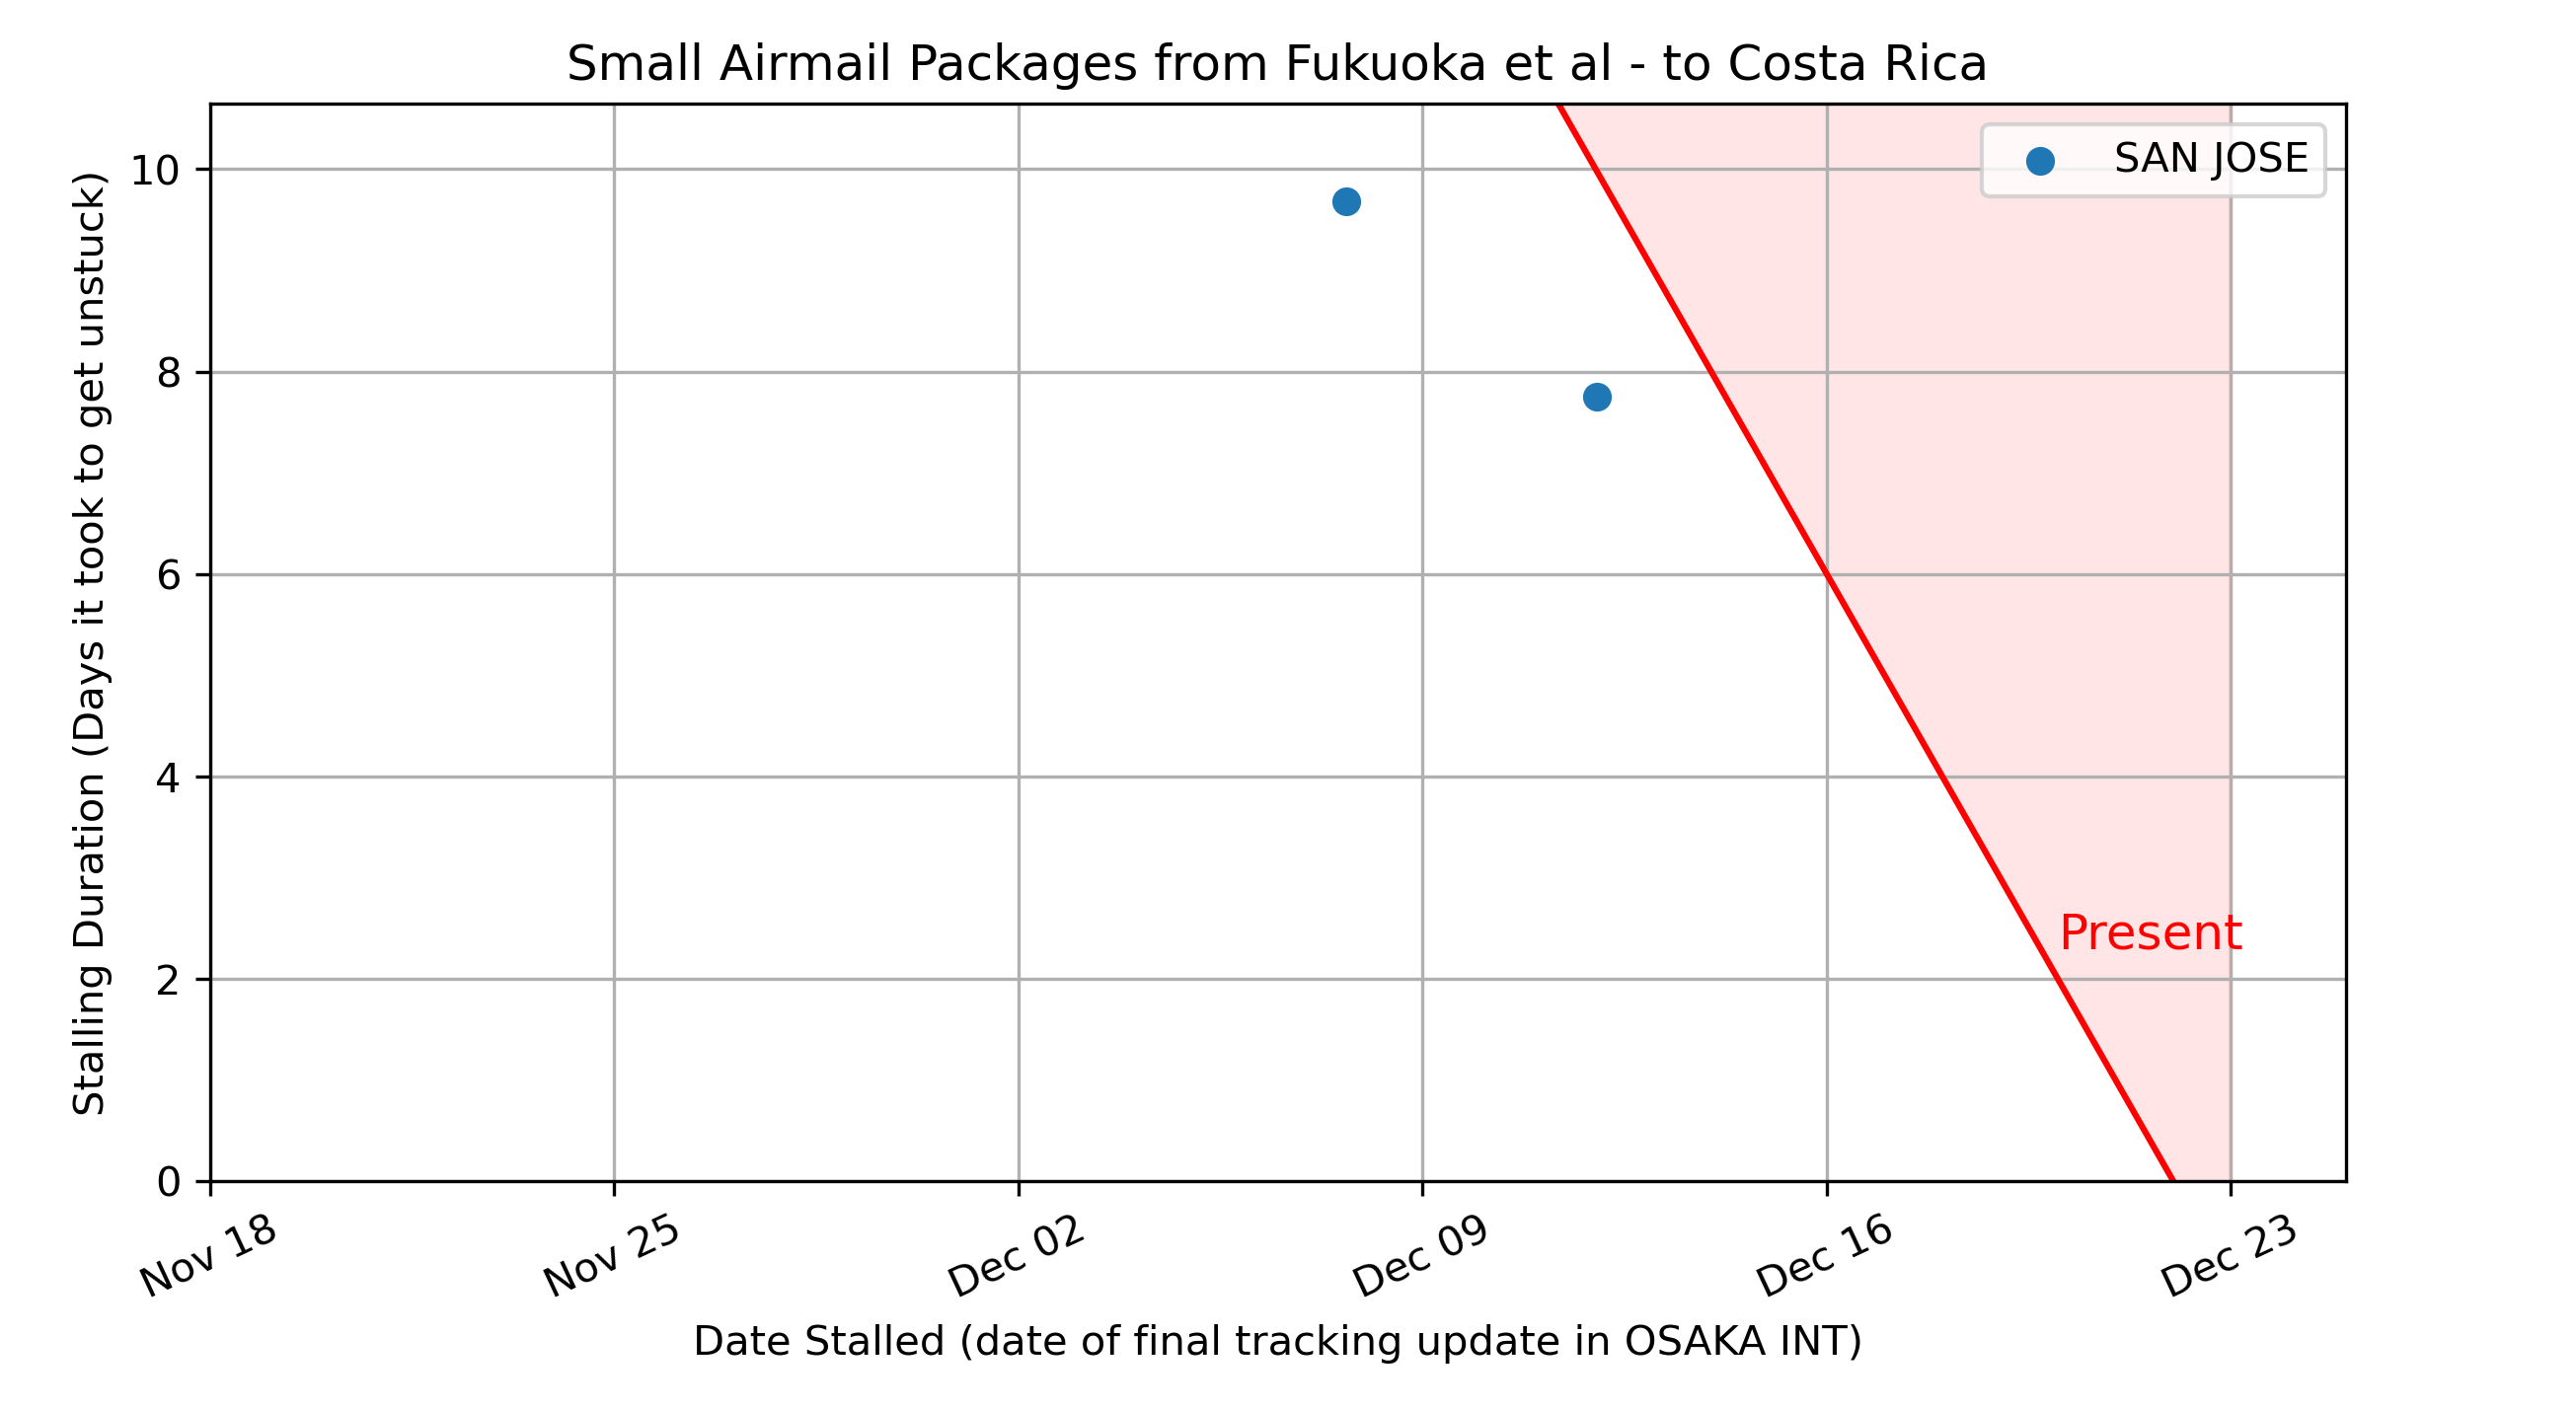 Small Airmail Packages from Fukuoka et al - to Costa Rica
SAN JOSE
Stalling Duration (Days it took to get unstuck)
10
8
6
4
2
0
Present
Nov 18
Nov 25
Dec 02
Dec 09
Dec 16
Dec 23
Date Stalled (date of final tracking update in OSAKA INT)